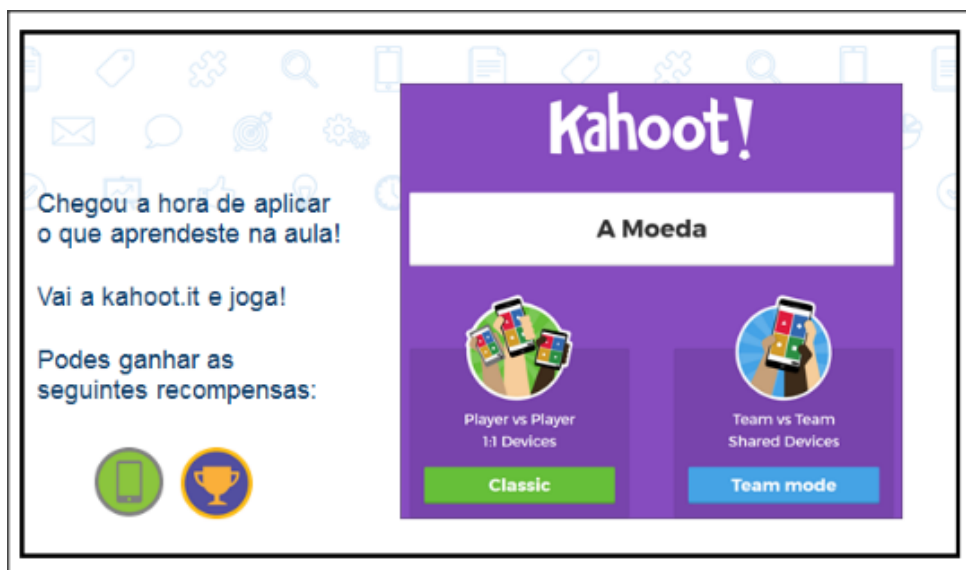 Chegou a hora de aplicar
o que aprendeste na aula!
Vai a kahoot.it e joga!
Podes ganhar as
seguintes recompensas:
Kahoot!
A Moeda
Player vs Player
1:1 Devices
Classic
Team vs Team
Shared Devices
Team mode